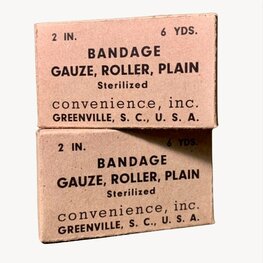 2 IN. 6 YDS.
BANDAGE
GAUZE, ROLLER, PLAIN
Sterilized
convenience, inc.
GREENVILLE, S. C., U. S. A.
2 IN. 6 YDS.
BANDAGE
GAUZE, ROLLER, PLAIN
Sterilized
convenience, inc.
GREENVILLE, S. C., U. S. A.